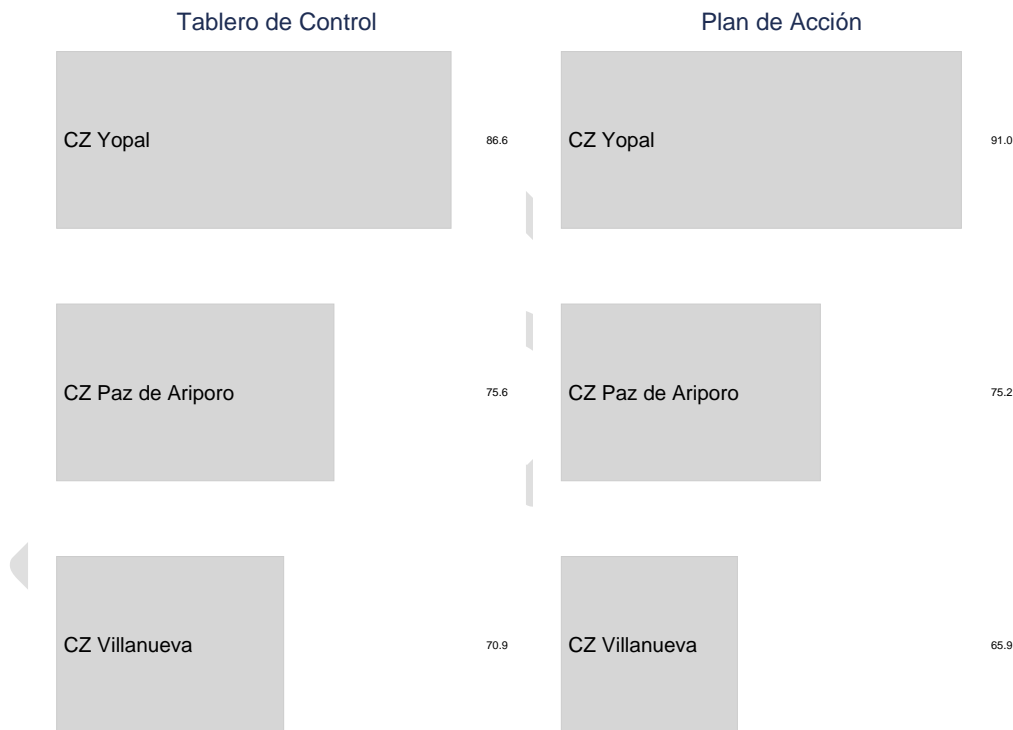 Tablero de Control
CZ Yopal 86.6
CZ Paz de Ariporo 75.6
CZ Villanueva 70.9
Plan de Acción
CZ Yopal 91.0
CZ Paz de Ariporo 75.2
CZ Villanueva 65.9